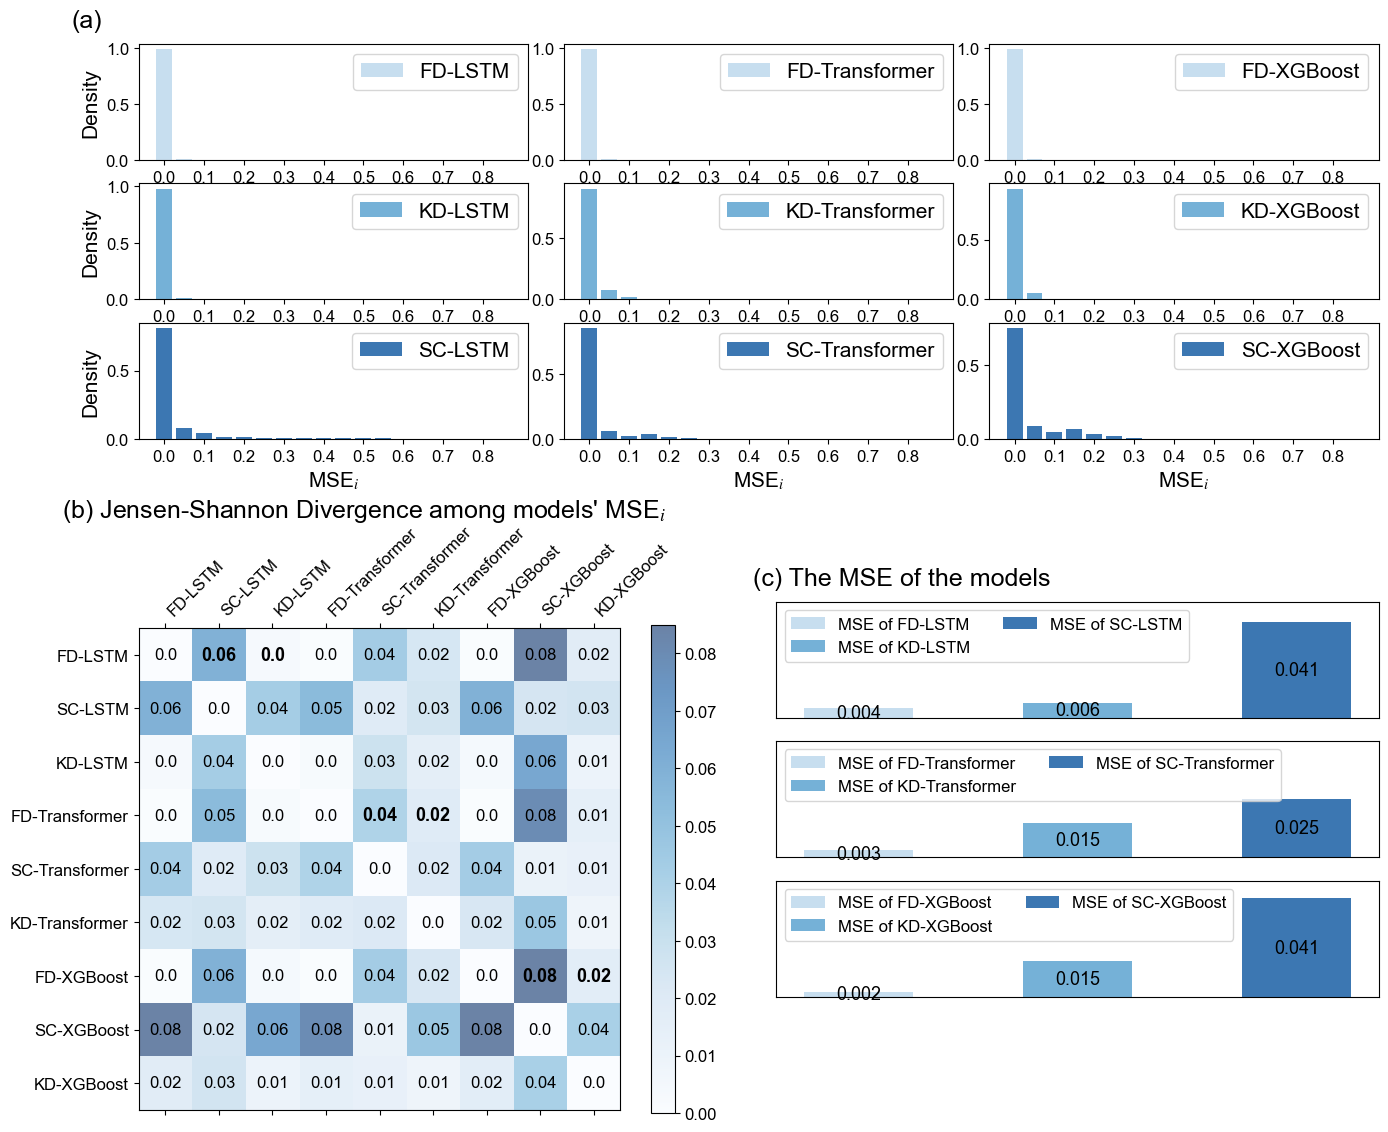 (a)
1.0
0.5
0.0
Density
FD-LSTM
FD-Transformer
FD-XGBoost
0.0 0.1 0.2 0.3 0.4 0.5 0.6 0.7 0.8
0.0 0.1 0.2 0.3 0.4 0.5 0.6 0.7 0.8
0.0 0.1 0.2 0.3 0.4 0.5 0.6 0.7 0.8
1.0
0.5
0.0
Density
KD-LSTM
0.5
0.0
KD-Transformer
0.5
0.0
KD-XGBoost
0.0 0.1 0.2 0.3 0.4 0.5 0.6 0.7 0.8
0.0 0.1 0.2 0.3 0.4 0.5 0.6 0.7 0.8
0.0 0.1 0.2 0.3 0.4 0.5 0.6 0.7 0.8
0.5
0.0
Density
SC-LSTM
0.5
0.0
SC-Transformer
0.5
0.0
SC-XGBoost
0.0 0.1 0.2 0.3 0.4 0.5 0.6 0.7 0.8
0.0 0.1 0.2 0.3 0.4 0.5 0.6 0.7 0.8
0.0 0.1 0.2 0.3 0.4 0.5 0.6 0.7 0.8
MSEi
MSEi
MSEi
(b) Jensen-Shannon Divergence among models' MSEi
FD-LSTM
SC-LSTM
KD-LSTM
FD-Transformer
SC-Transformer
KD-Transformer
FD-XGBoost
SC-XGBoost
KD-XGBoost
FD-LSTM 0.0 0.06 0.0 0.0 0.04 0.02 0.0 0.08 0.02
SC-LSTM 0.06 0.0 0.04 0.05 0.02 0.03 0.06 0.02 0.03
KD-LSTM 0.0 0.04 0.0 0.0 0.03 0.02 0.0 0.06 0.01
FD-Transformer 0.0 0.05 0.0 0.0 0.04 0.02 0.0 0.08 0.01
SC-Transformer 0.04 0.02 0.03 0.04 0.0 0.02 0.04 0.01 0.01
KD-Transformer 0.02 0.03 0.02 0.02 0.02 0.0 0.02 0.05 0.01
FD-XGBoost 0.0 0.06 0.0 0.0 0.04 0.02 0.0 0.08 0.02
SC-XGBoost 0.08 0.02 0.06 0.08 0.01 0.05 0.08 0.0 0.04
KD-XGBoost 0.02 0.03 0.01 0.01 0.01 0.01 0.02 0.04 0.0
0.08
0.07
0.06
0.05
0.04
0.03
0.02
0.01
0.00
(c) The MSE of the models
MSE of FD-LSTM MSE of SC-LSTM
MSE of KD-LSTM
0.004 0.006 0.041
MSE of FD-Transformer MSE of SC-Transformer
MSE of KD-Transformer
0.003 0.015 0.025
MSE of FD-XGBoost MSE of SC-XGBoost
MSE of KD-XGBoost
0.002 0.015 0.041